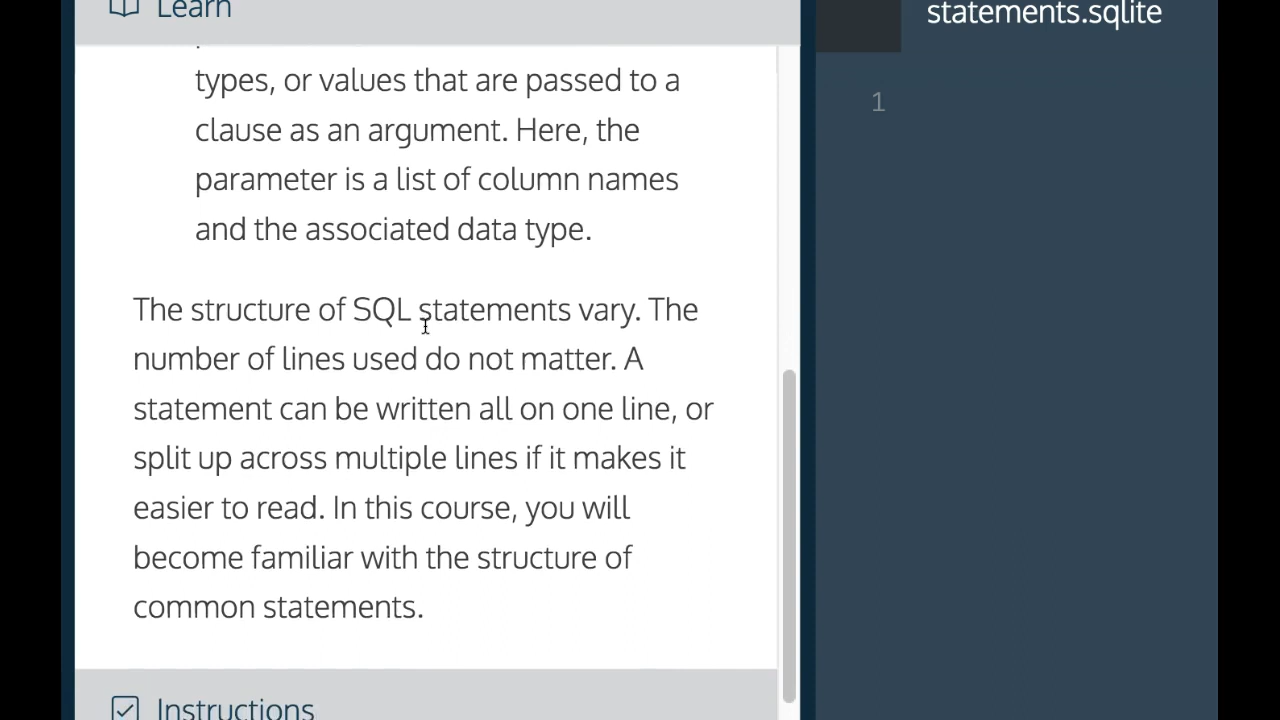 Learn
statements.sqlite
types, or values that are passed to a
clause as an argument. Here, the
parameter is a list of column names
and the associated data type.
The structure of SQL statements vary. The
number of lines used do not matter. A
statement can be written all on one line, or
split up across multiple lines if it makes it
easier to read. In this course, you will
become familiar with the structure of
common statements.
Instructions
1